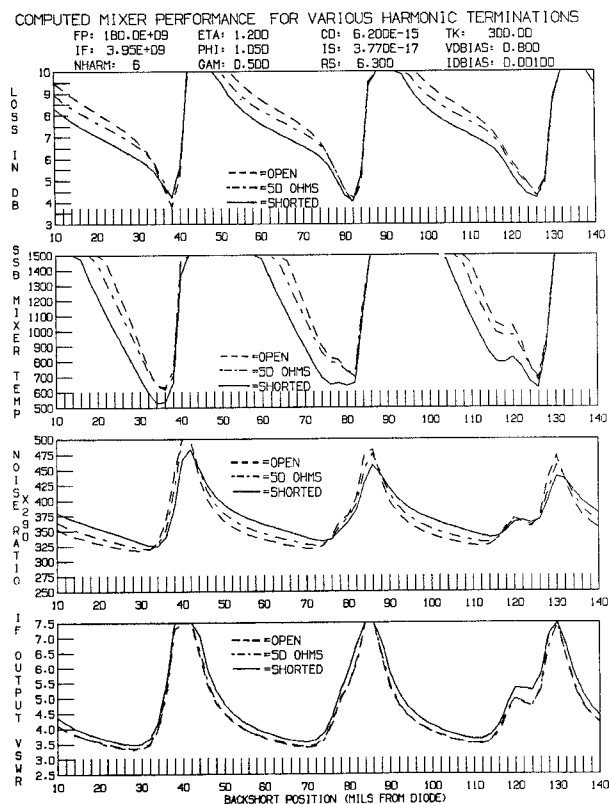 COMPUTED MIXER PERFORMANCE FOR VARIOUS HARMONIC TERMINATIONS
FP: 180.0E+09 ETA: 1.200 CO: 6.200E-15 TK: 300.00
IF: 3.95E+09 PHI: 1.050 IS: 3.770E-17 VDBIAS: 0.800
NHARM: 6 GAM: 0.500 RS: 6.300 IDBIAS: 0.00100
LOSS IN DB
10
9
8
7
6
5
4
3
=OPEN
=50 OHMS
=SHORTED
10 20 30 40 50 60 70 80 90 100 110 120 130 140
SSB MIXER TEMP
1500
1400
1300
1200
1100
1000
900
800
700
600
500
=OPEN
=50 OHMS
=SHORTED
10 20 30 40 50 60 70 80 90 100 110 120 130 140
NOISE RATIO
X290
500
475
450
425
400
375
350
325
300
275
250
=OPEN
=50 OHMS
=SHORTED
10 20 30 40 50 60 70 80 90 100 110 120 130 140
IF OUTPUT VSWR
7.5
7.0
6.5
6.0
5.5
5.0
4.5
4.0
3.5
3.0
2.5
=OPEN
=50 OHMS
=SHORTED
10 20 30 40 50 60 70 80 90 100 110 120 130 140
BACKSHORT POSITION (MILS FROM DIODE)